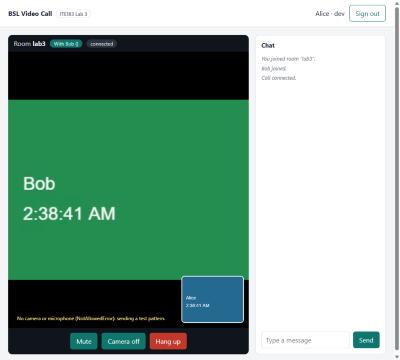 BSL Video Call ITE183 Lab 3
Alice · dev
Sign out
Room lab3 With Bob () connected
Bob
2:38:41 AM
Alice
2:38:41 AM
No camera or microphone (NotAllowedError): sending a test pattern.
Mute Camera off Hang up
Chat
You joined room "lab3".
Bob joined.
Call connected.
Type a message Send